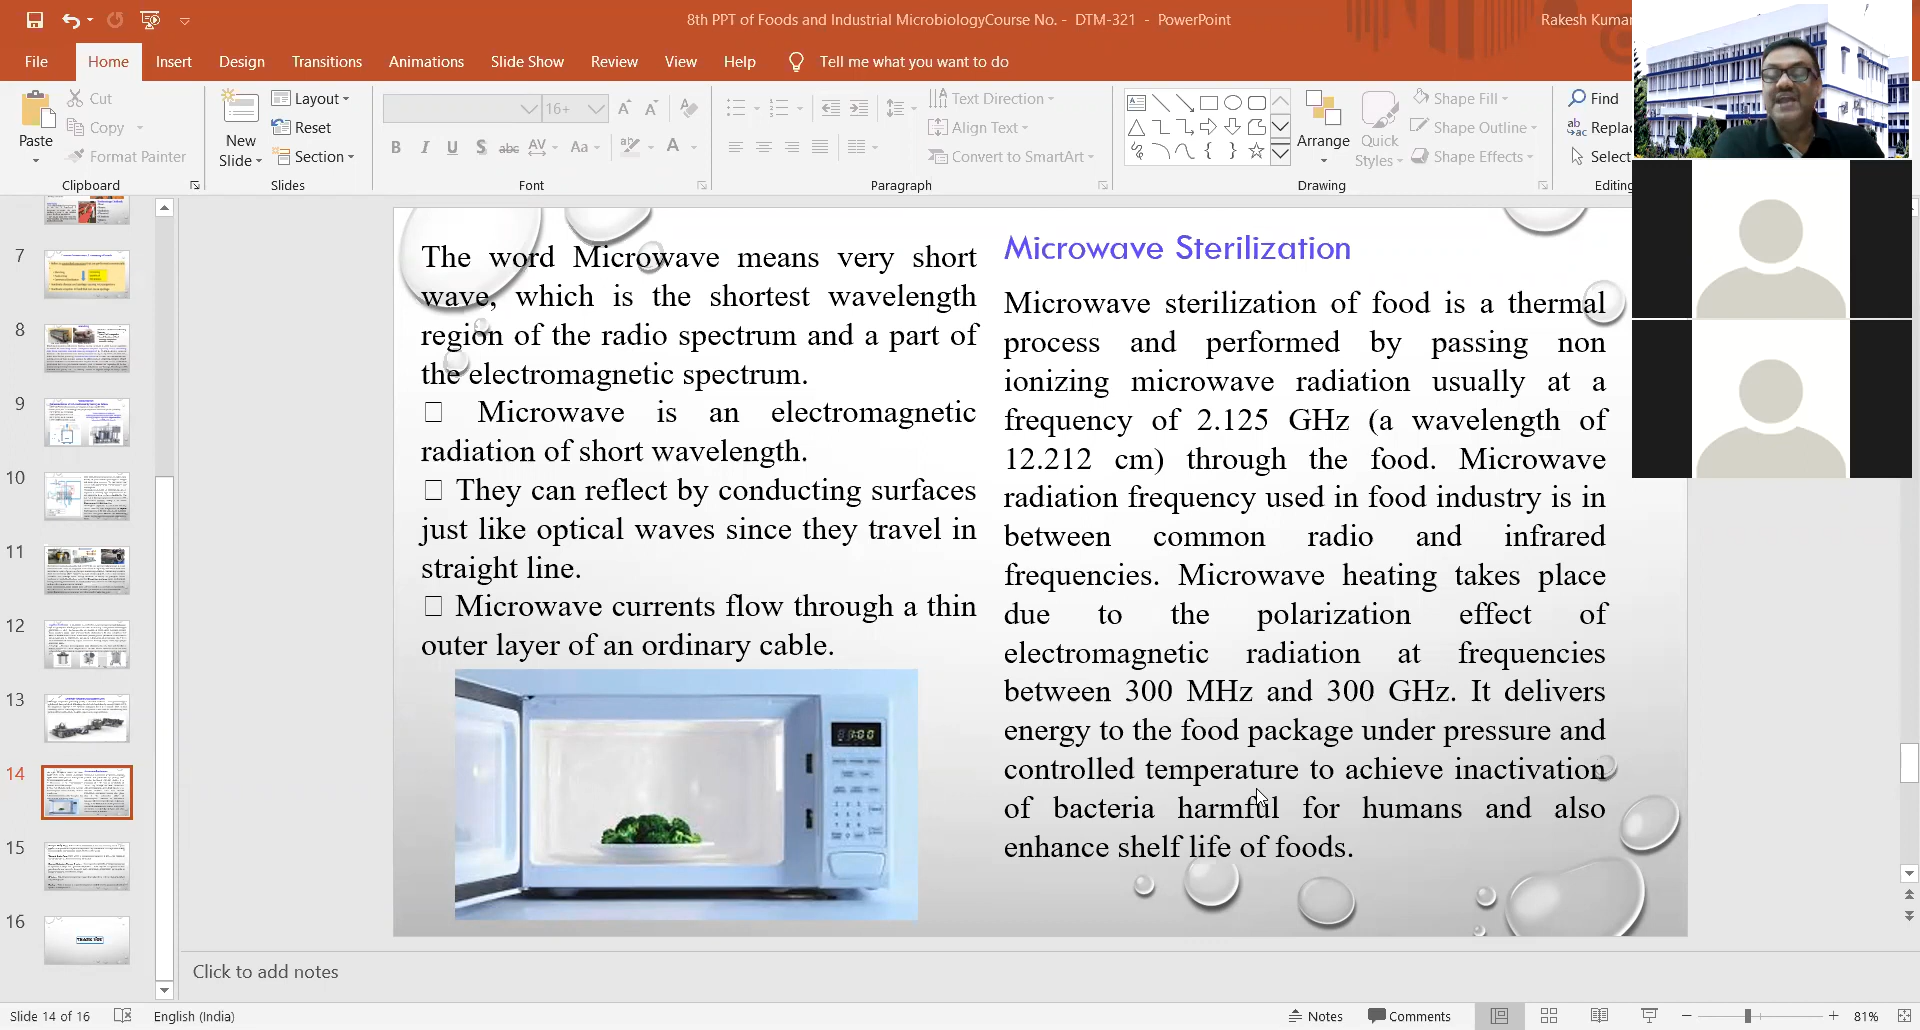 8th PPT of Foods and Industrial MicrobiologyCourse No. - DTM-321 - PowerPoint
Rakesh Kumar
File Home Insert Design Transitions Animations Slide Show Review View Help Tell me what you want to do
Paste
Cut
Copy
Format Painter
Clipboard
New
Slide
Layout
Reset
Section
Slides
16+
B I U S abc AV Aa A
Font
Text Direction
Align Text
Convert to SmartArt
Paragraph
Arrange
Quick
Styles
Shape Fill
Shape Outline
Shape Effects
Drawing
Find
Replac
Select
Editing
7
8
9
10
11
12
13
14
15
16
THANK YOU
The word Microwave means very short
wave, which is the shortest wavelength
region of the radio spectrum and a part of
the electromagnetic spectrum.
□ Microwave is an electromagnetic
radiation of short wavelength.
□ They can reflect by conducting surfaces
just like optical waves since they travel in
straight line.
□ Microwave currents flow through a thin
outer layer of an ordinary cable.
1:00
Microwave Sterilization
Microwave sterilization of food is a thermal
process and performed by passing non
ionizing microwave radiation usually at a
frequency of 2.125 GHz (a wavelength of
12.212 cm) through the food. Microwave
radiation frequency used in food industry is in
between common radio and infrared
frequencies. Microwave heating takes place
due to the polarization effect of
electromagnetic radiation at frequencies
between 300 MHz and 300 GHz. It delivers
energy to the food package under pressure and
controlled temperature to achieve inactivation
of bacteria harmful for humans and also
enhance shelf life of foods.
Click to add notes
Slide 14 of 16 English (India) Notes Comments 81%